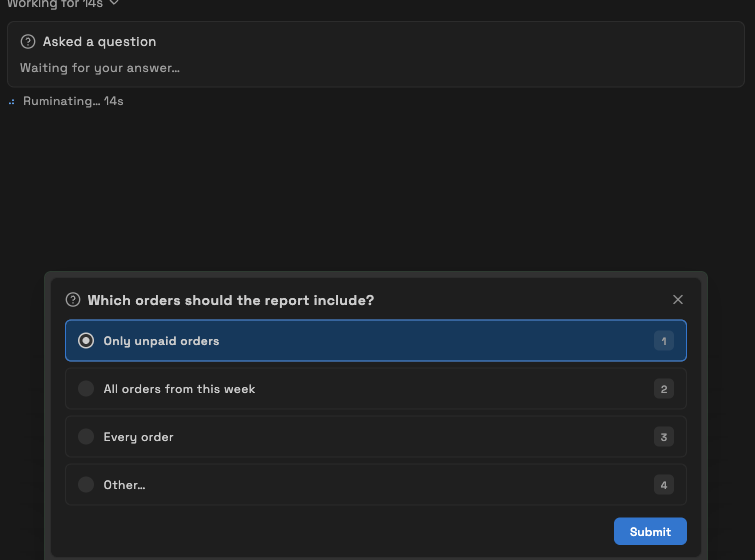 Working for 14s
Asked a question
Waiting for your answer...
Ruminating... 14s
Which orders should the report include?
Only unpaid orders 1
All orders from this week 2
Every order 3
Other... 4
Submit